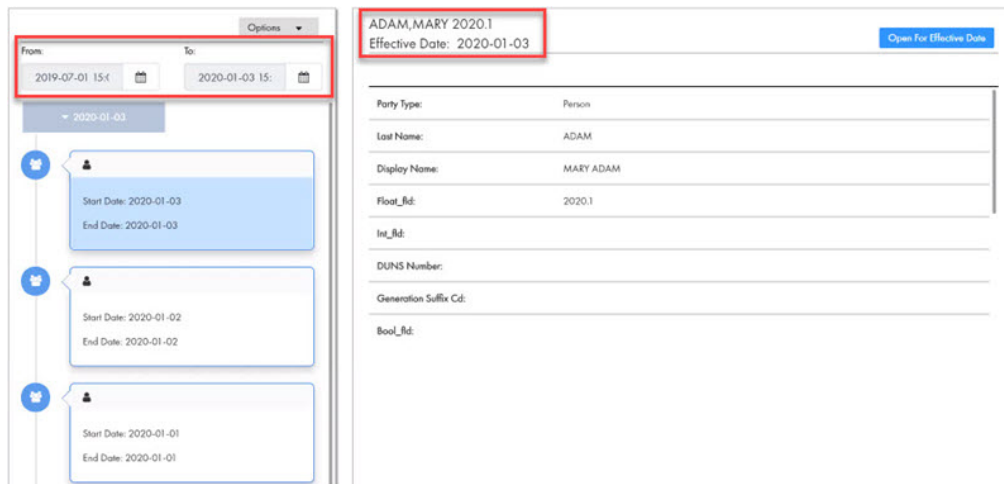 Options
From:
To:
2019-07-01 15:(
2020-01-03 15:
2020-01-03
Start Date: 2020-01-03
End Date: 2020-01-03
Start Date: 2020-01-02
End Date: 2020-01-02
Start Date: 2020-01-01
End Date: 2020-01-01
ADAM,MARY 2020.1
Effective Date: 2020-01-03
Open For Effective Date
Party Type: Person
Last Name: ADAM
Display Name: MARY ADAM
Float_fld: 2020.1
Int_fld:
DUNS Number:
Generation Suffix Cd:
Bool_fld: